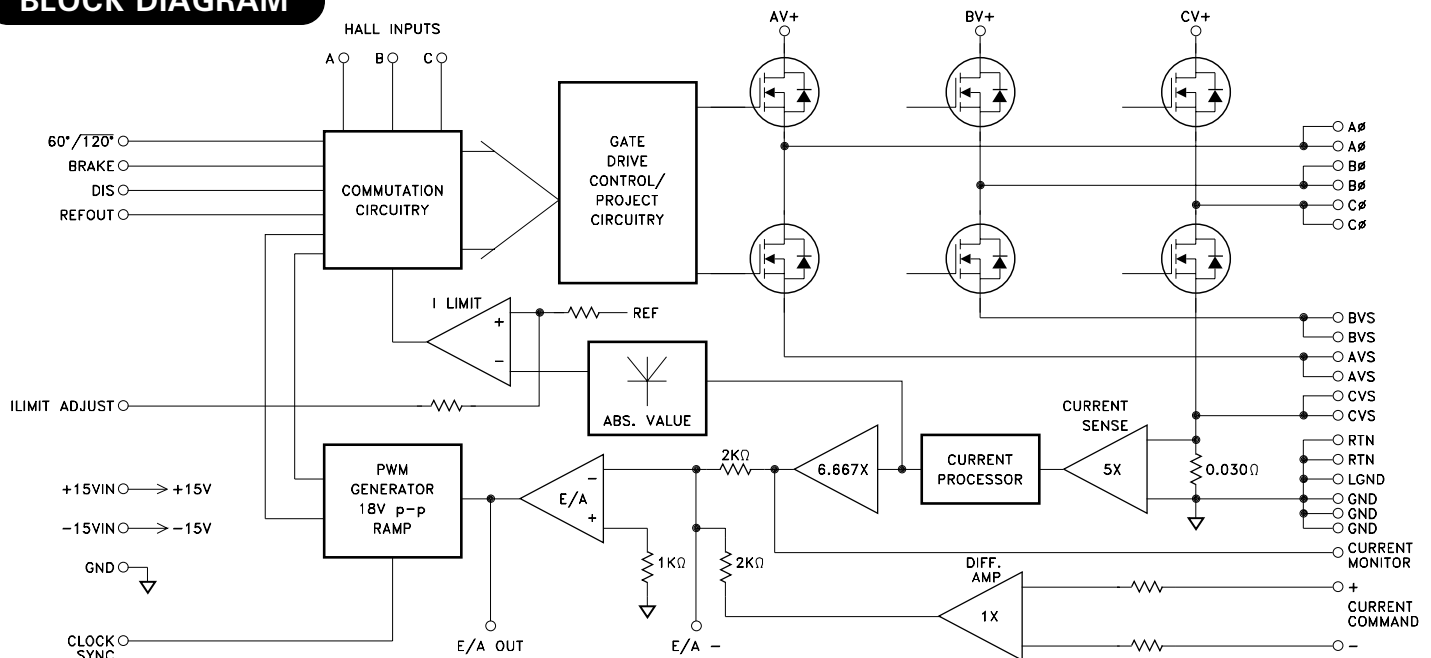 BLOCK DIAGRAM
HALL INPUTS
A
B
C
AV+
BV+
CV+
60°/120°
BRAKE
DIS
REFOUT
COMMUTATION
CIRCUITRY
GATE
DRIVE
CONTROL/
PROJECT
CIRCUITRY
AØ
AØ
BØ
BØ
CØ
CØ
I LIMIT
+
−
REF
ILIMIT ADJUST
ABS. VALUE
BVS
BVS
AVS
AVS
CVS
CVS
RTN
RTN
LGND
GND
GND
GND
CURRENT
SENSE
5X
0.030Ω
CURRENT
PROCESSOR
6.667X
2KΩ
E/A
−
+
1KΩ
2KΩ
PWM
GENERATOR
18V p-p
RAMP
+15VIN
+15V
−15VIN
−15V
GND
CLOCK
SYNC
E/A OUT
E/A −
DIFF.
AMP
1X
CURRENT
MONITOR
+
CURRENT
COMMAND
−